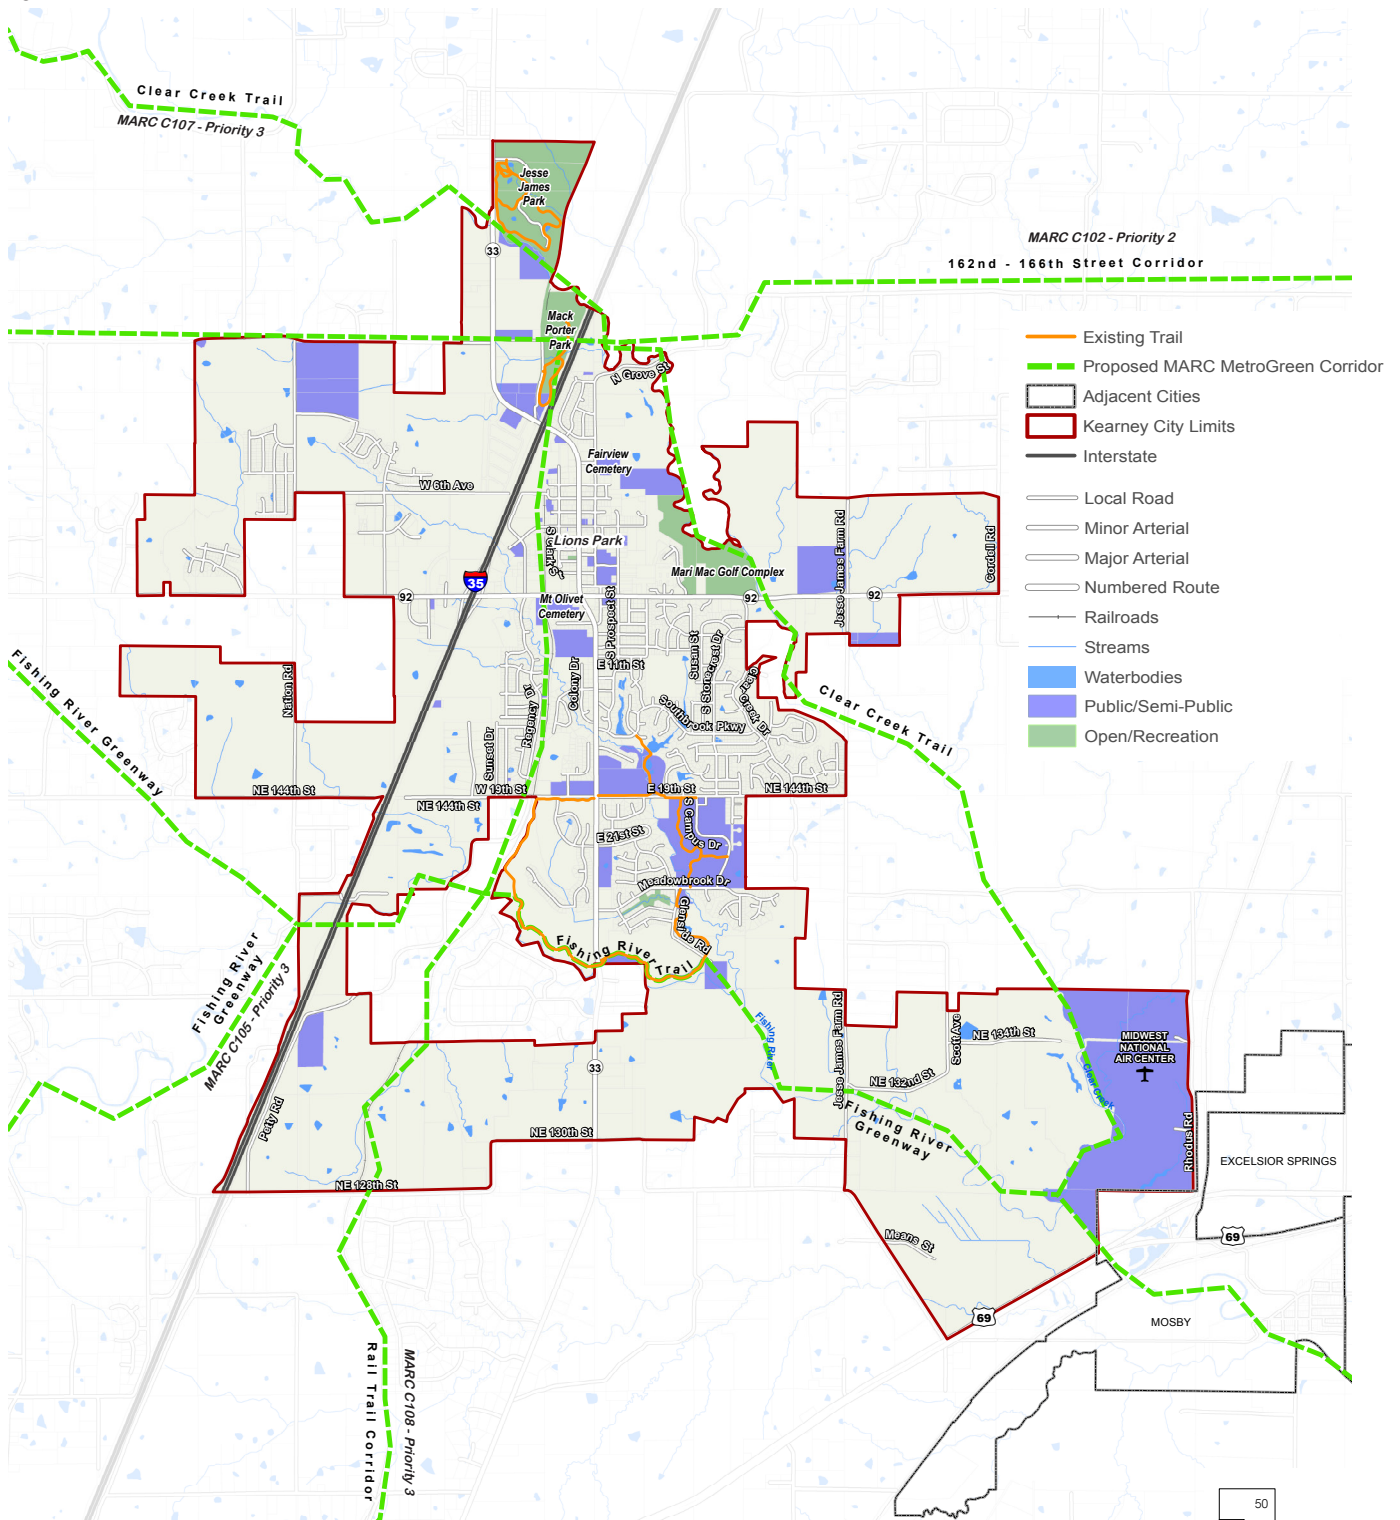 Clear Creek Trail
MARC C107 - Priority 3
Jesse
James
Park
33
MARC C102 - Priority 2
162nd - 166th Street Corridor
Mack
Porter
Park
N Grove St
Existing Trail
Proposed MARC MetroGreen Corridor
Adjacent Cities
Kearney City Limits
Interstate
Local Road
Minor Arterial
Major Arterial
Numbered Route
Railroads
Streams
Waterbodies
Public/Semi-Public
Open/Recreation
Fairview
Cemetery
W 6th Ave
S Clark St
Lions Park
Mari Mac Golf Complex
Jesse James Farm Rd
Cordell Rd
35
92
92
92
Mt Olivet
Cemetery
S Prospect St
E 11th St
Susan St
S Stonecrest Dr
Clear Creek Dr
Southbrook Pkwy
Colony Dr
Regency Dr
Sunset Dr
Nation Rd
Fishing River Greenway
Clear Creek Trail
NE 144th St
W 19th St
NE 144th St
E 19th St
NE 144th St
S Campus Dr
E 21st St
Meadowbrook Dr
Glenside Rd
Fishing River
Trail
Fishing River
Greenway
MARC C105 - Priority 3
Fishing River
Jesse James Farm Rd
Scott Ave
NE 134th St
MIDWEST
NATIONAL
AIR CENTER
Clear Creek
NE 132nd St
33
Petty Rd
NE 130th St
Fishing River
Greenway
Rhodus Rd
EXCELSIOR SPRINGS
NE 128th St
Means St
69
69
MOSBY
Rail Trail Corridor
MARC C108 - Priority 3
50